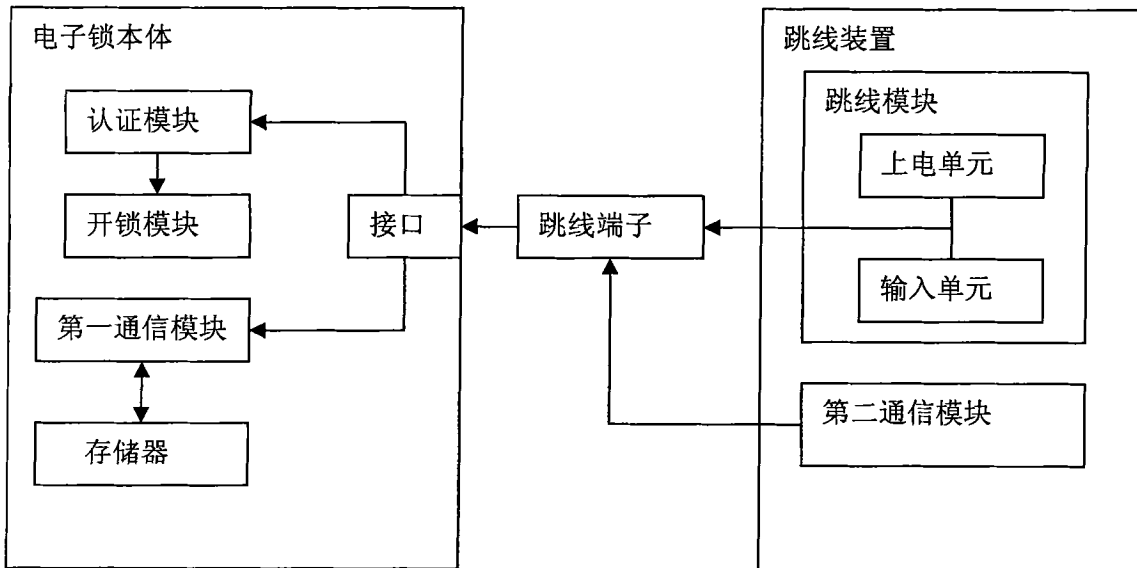 电子锁本体
认证模块
开锁模块
接口
第一通信模块
存储器
跳线端子
跳线装置
跳线模块
上电单元
输入单元
第二通信模块